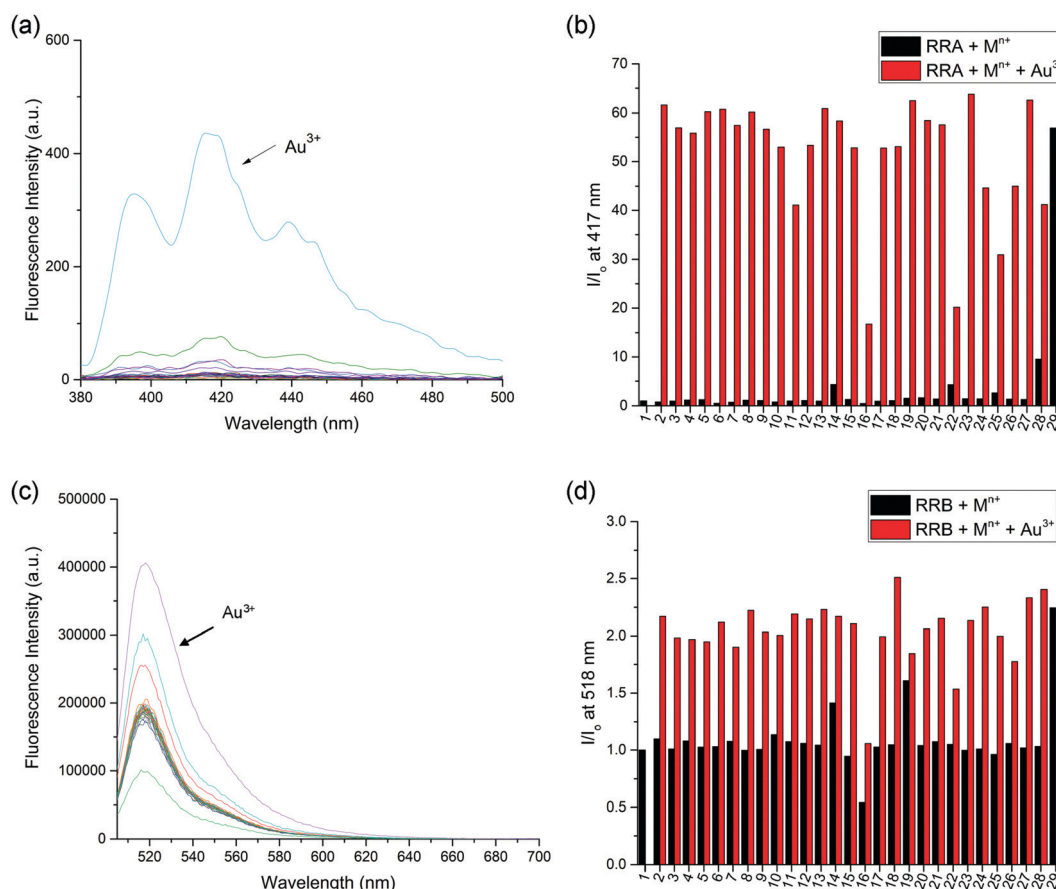 (a)
600
400
200
0
Fluorescence Intensity (a.u.)
Au³⁺
380 400 420 440 460 480 500
Wavelength (nm)
(b)
RRA + Mⁿ⁺
RRA + Mⁿ⁺ + Au³
70
60
50
40
30
20
10
0
I/Iₒ at 417 nm
1 2 3 4 5 6 7 8 9 10 11 12 13 14 15 16 17 18 19 20 21 22 23 24 25 26 27 28 29
(c)
500000
400000
300000
200000
100000
0
Fluorescence Intensity (a.u.)
Au³⁺
520 540 560 580 600 620 640 660 680 700
Wavelength (nm)
(d)
RRB + Mⁿ⁺
RRB + Mⁿ⁺ + Au³⁺
3.0
2.5
2.0
1.5
1.0
0.5
0.0
I/Iₒ at 518 nm
1 2 3 4 5 6 7 8 9 10 11 12 13 14 15 16 17 18 19 20 21 22 23 24 25 26 27 28 29